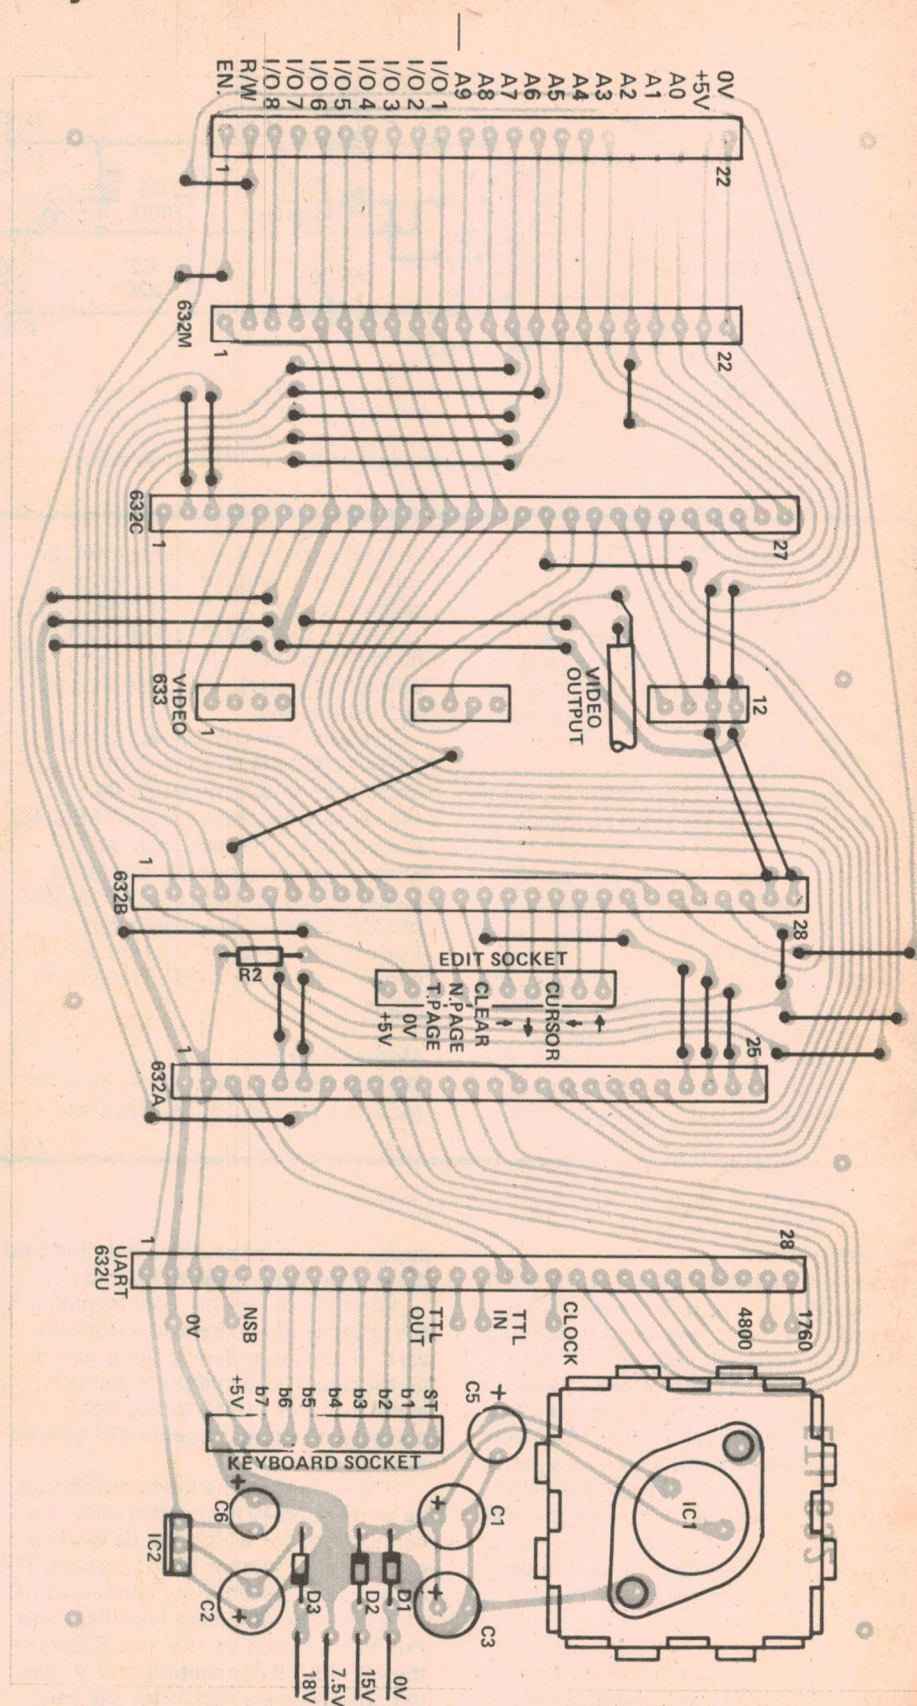 EN.
R/W
I/O 8
I/O 7
I/O 6
I/O 5
I/O 4
I/O 3
I/O 2
I/O 1
A9
A8
A7
A6
A5
A4
A3
A2
A1
A0
+5V
0V
1
22
632M
1
22
632C
1
27
VIDEO
633
1
VIDEO
OUTPUT
12
1
632B
28
R2
EDIT SOCKET
+5V
0V
T.PAGE
N.PAGE
CLEAR
CURSOR
1
632A
25
1
UART
632U
28
0V
NSB
TTL
OUT
TTL
IN
CLOCK
4800
1760
+5V
b7
b6
b5
b4
b3
b2
b1
ST
KEYBOARD SOCKET
C5
+
C6
+
C1
+
IC1
IC2
C2
+
D3
D2
D1
C3
+
18V
7.5V
15V
0V